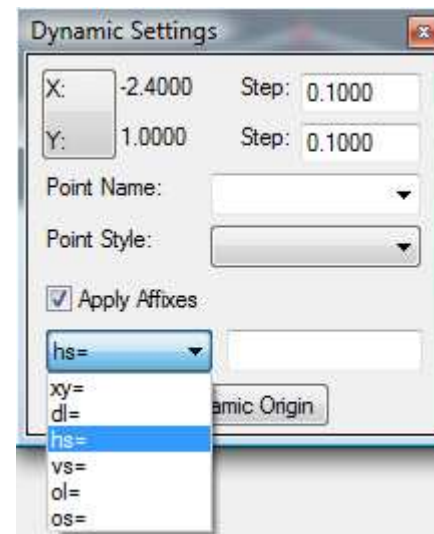 Dynamic Settings
X: -2.4000 Step: 0.1000
Y: 1.0000 Step: 0.1000
Point Name:
Point Style:
Apply Affixes
hs=
xy=
dl=
amic Origin
hs=
vs=
ol=
os=